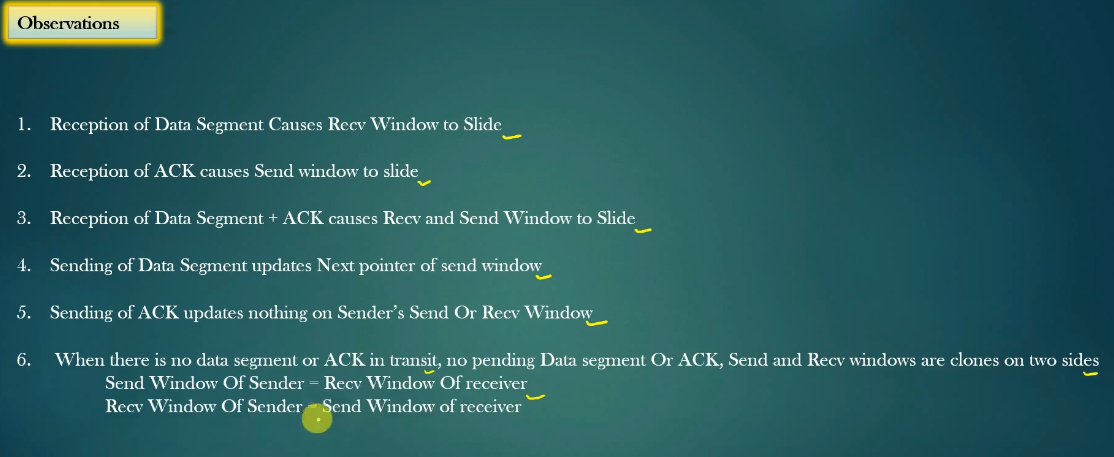 Observations
1. Reception of Data Segment Causes Recv Window to Slide
2. Reception of ACK causes Send window to slide
3. Reception of Data Segment + ACK causes Recv and Send Window to Slide
4. Sending of Data Segment updates Next pointer of send window
5. Sending of ACK updates nothing on Sender's Send Or Recv Window
6. When there is no data segment or ACK in transit, no pending Data segment Or ACK, Send and Recv windows are clones on two sides
Send Window Of Sender = Recv Window Of receiver
Recv Window Of Sender = Send Window of receiver